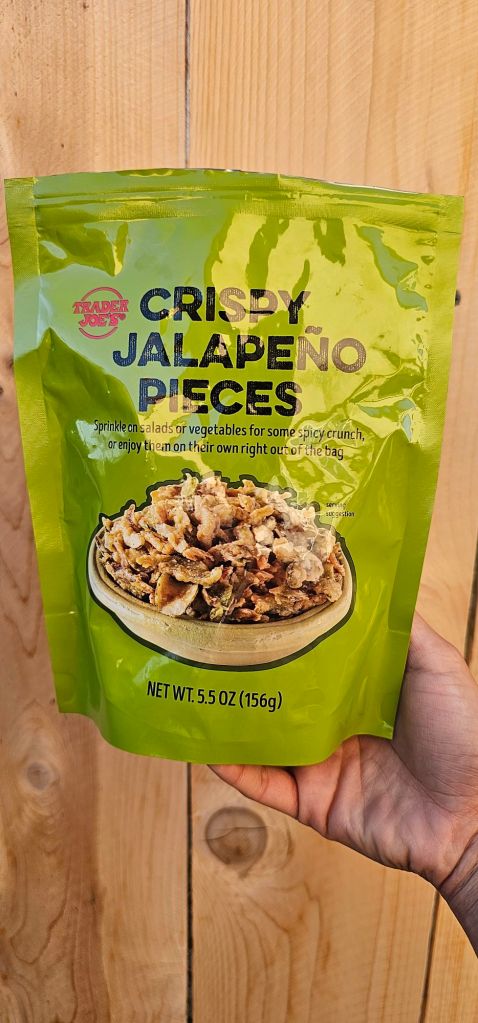 TRADER
JOE'S®
CRISPY
JALAPEÑO
PIECES
Sprinkle on salads or vegetables for some spicy crunch,
or enjoy them on their own right out of the bag
serving
suggestion
NET WT. 5.5 OZ (156g)